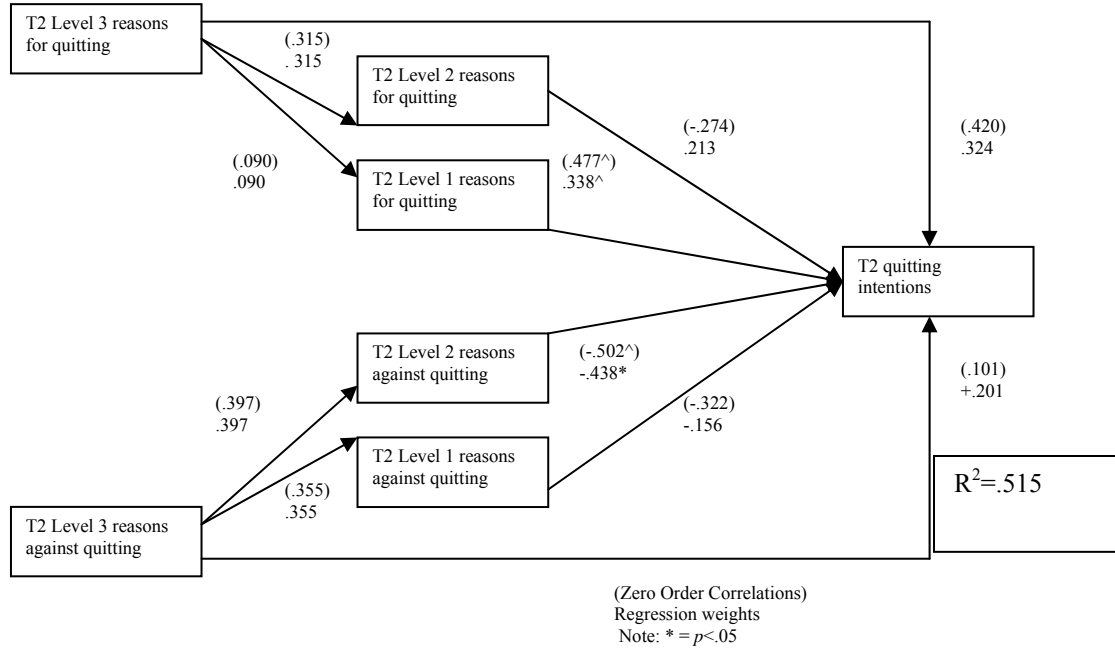 T2 Level 3 reasons
for quitting
(.315)
. 315
T2 Level 2 reasons
for quitting
(-.274)
.213
(.420)
.324
(.090)
.090
T2 Level 1 reasons
for quitting
(.477^)
.338^
T2 quitting
intentions
T2 Level 2 reasons
against quitting
(-.502^)
-.438*
(.101)
+.201
(.397)
.397
(-.322)
-.156
T2 Level 1 reasons
against quitting
(.355)
.355
R²=.515
T2 Level 3 reasons
against quitting
(Zero Order Correlations)
Regression weights
Note: * = p<.05